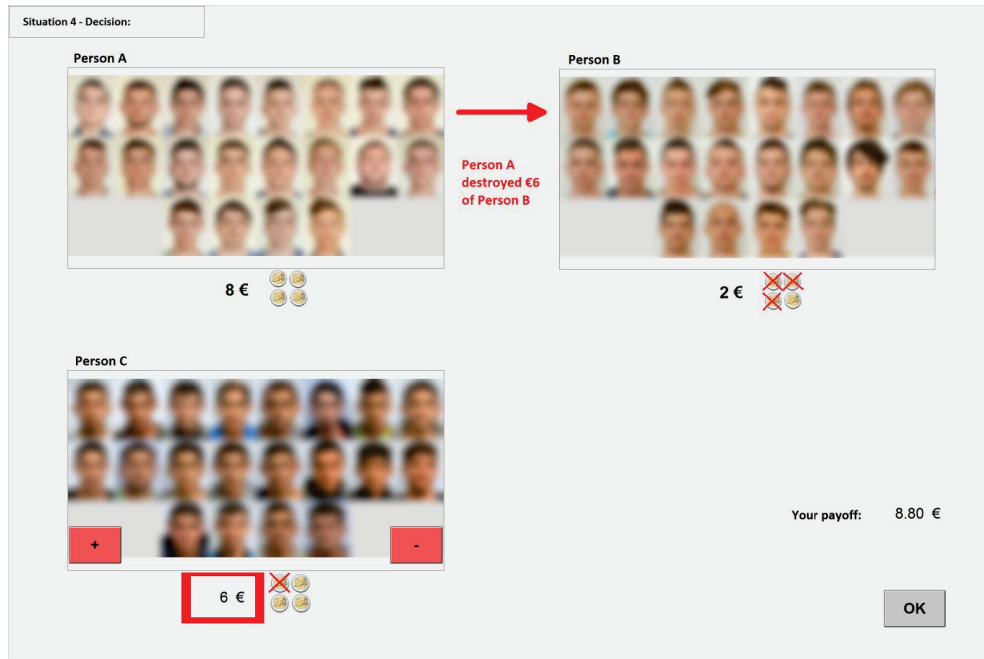 Situation 4 - Decision:
Person A
Person B
Person A
destroyed €6
of Person B
8 €
2 €
Person C
+
-
6 €
Your payoff:
8.80 €
OK